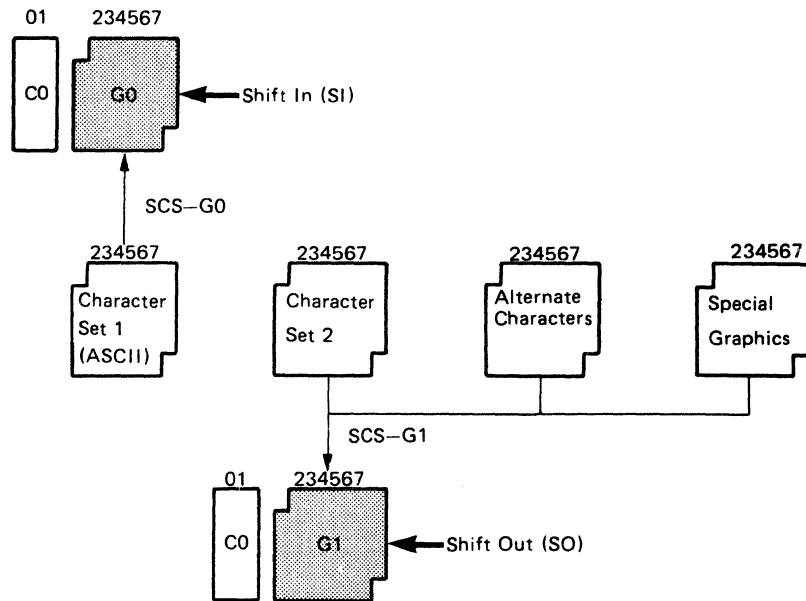 01 234567
C0 G0 Shift In (SI)
SCS—G0
234567 234567 234567 234567
Character
Set 1
(ASCII)
Character
Set 2
Alternate
Characters
Special
Graphics
SCS—G1
01 234567
C0 G1 Shift Out (SO)